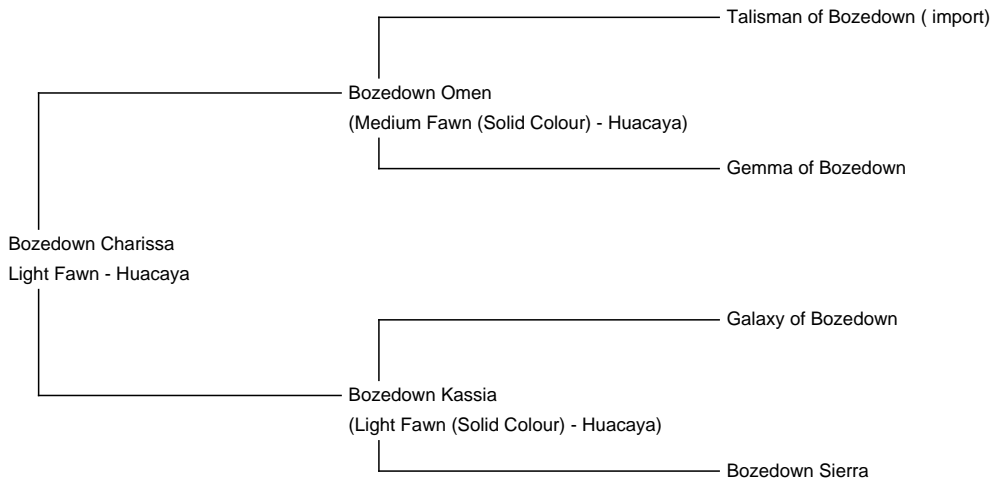 Talisman of Bozedown ( import)
Bozedown Omen
(Medium Fawn (Solid Colour) - Huacaya)
Gemma of Bozedown
Bozedown Charissa
Light Fawn - Huacaya
Galaxy of Bozedown
Bozedown Kassia
(Light Fawn (Solid Colour) - Huacaya)
Bozedown Sierra